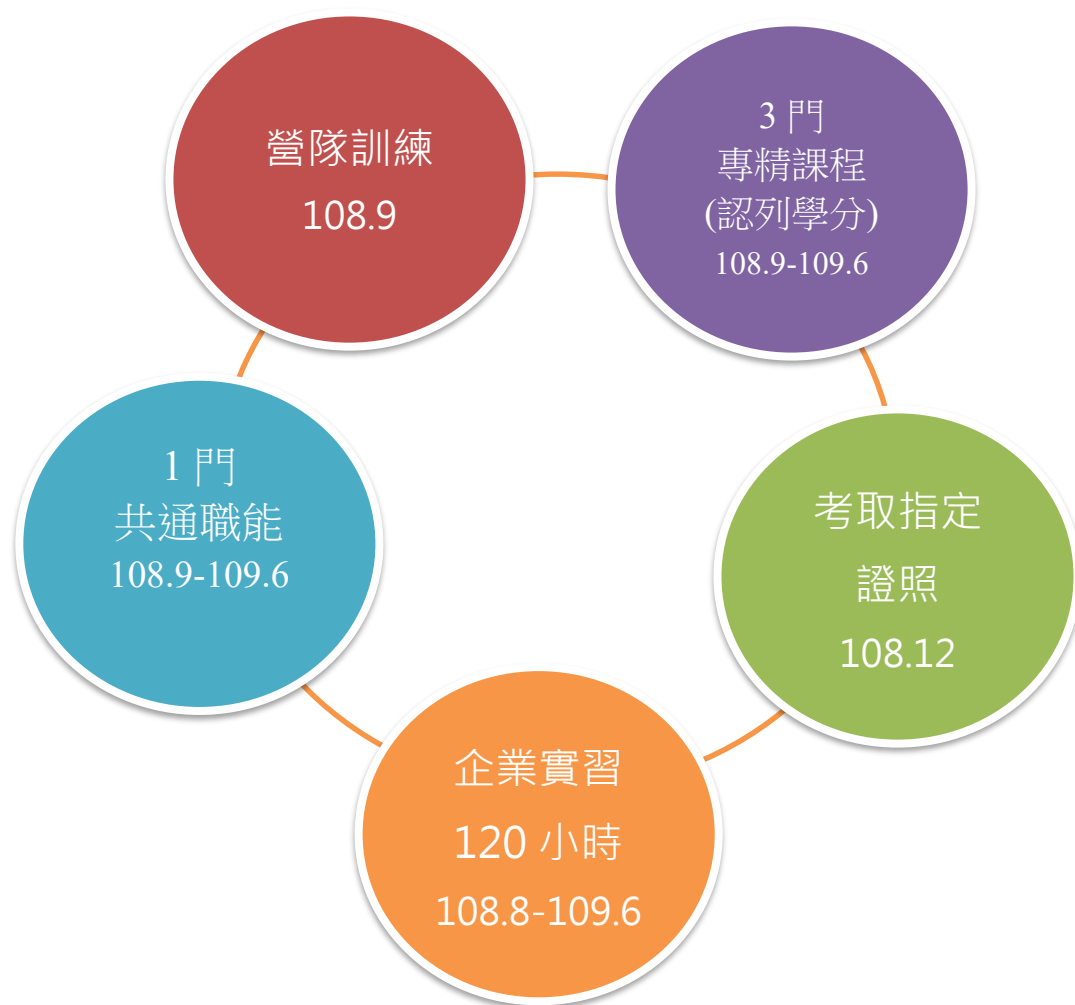 營隊訓練
108.9
3 門
專精課程
(認列學分)
108.9-109.6
1 門
共通職能
108.9-109.6
考取指定
證照
108.12
企業實習
120 小時
108.8-109.6